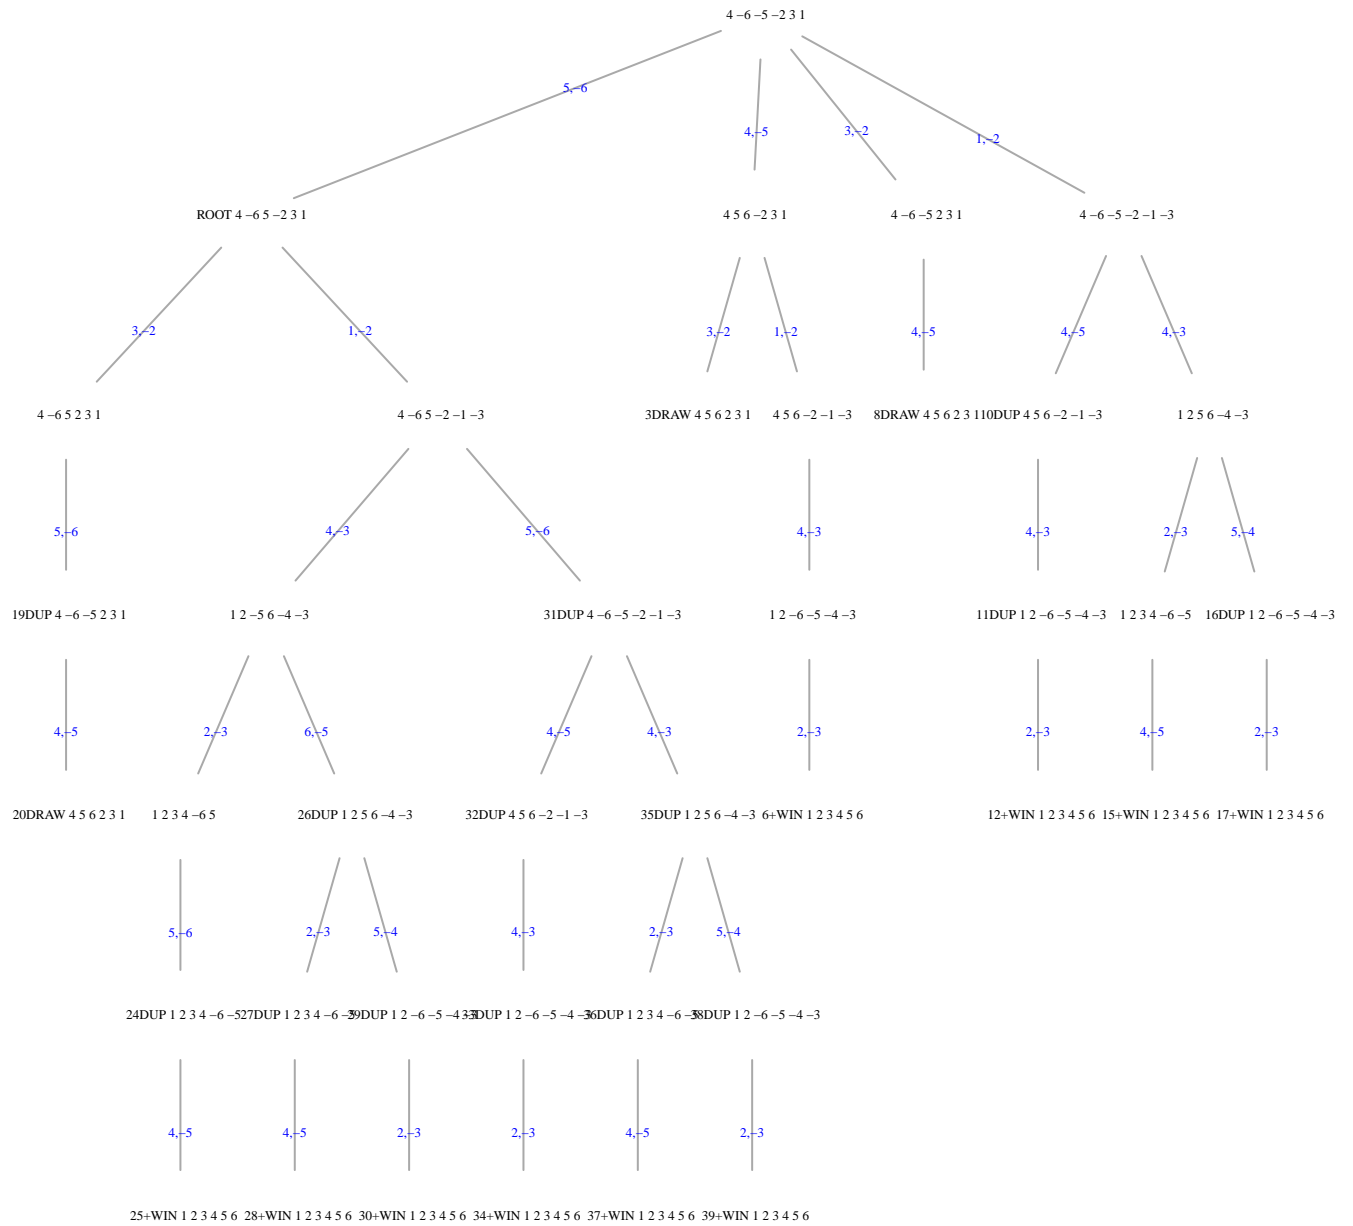 4 −6 −5 −2 3 1
5,−6
4,−5
3,−2
1,−2
ROOT 4 −6 5 −2 3 1
4 5 6 −2 3 1
4 −6 −5 2 3 1
4 −6 −5 −2 −1 −3
3,−2
1,−2
3,−2
1,−2
4,−5
4,−5
4,−3
4 −6 5 2 3 1
4 −6 5 −2 −1 −3
3DRAW 4 5 6 2 3 1
4 5 6 −2 −1 −3
8DRAW 4 5 6 2 3 1
10DUP 4 5 6 −2 −1 −3
1 2 5 6 −4 −3
5,−6
4,−3
5,−6
4,−3
4,−3
2,−3
5,−4
19DUP 4 −6 −5 2 3 1
1 2 −5 6 −4 −3
31DUP 4 −6 −5 −2 −1 −3
1 2 −6 −5 −4 −3
11DUP 1 2 −6 −5 −4 −3
1 2 3 4 −6 −5
16DUP 1 2 −6 −5 −4 −3
4,−5
2,−3
6,−5
4,−5
4,−3
2,−3
2,−3
4,−5
2,−3
20DRAW 4 5 6 2 3 1
1 2 3 4 −6 5
26DUP 1 2 5 6 −4 −3
32DUP 4 5 6 −2 −1 −3
35DUP 1 2 5 6 −4 −3
6+WIN 1 2 3 4 5 6
12+WIN 1 2 3 4 5 6
15+WIN 1 2 3 4 5 6
17+WIN 1 2 3 4 5 6
5,−6
2,−3
5,−4
4,−3
2,−3
5,−4
24DUP 1 2 3 4 −6 −5
27DUP 1 2 3 4 −6 −5
29DUP 1 2 −6 −5 −4 −3
33DUP 1 2 −6 −5 −4 −3
36DUP 1 2 3 4 −6 −5
38DUP 1 2 −6 −5 −4 −3
4,−5
4,−5
2,−3
2,−3
4,−5
2,−3
25+WIN 1 2 3 4 5 6
28+WIN 1 2 3 4 5 6
30+WIN 1 2 3 4 5 6
34+WIN 1 2 3 4 5 6
37+WIN 1 2 3 4 5 6
39+WIN 1 2 3 4 5 6